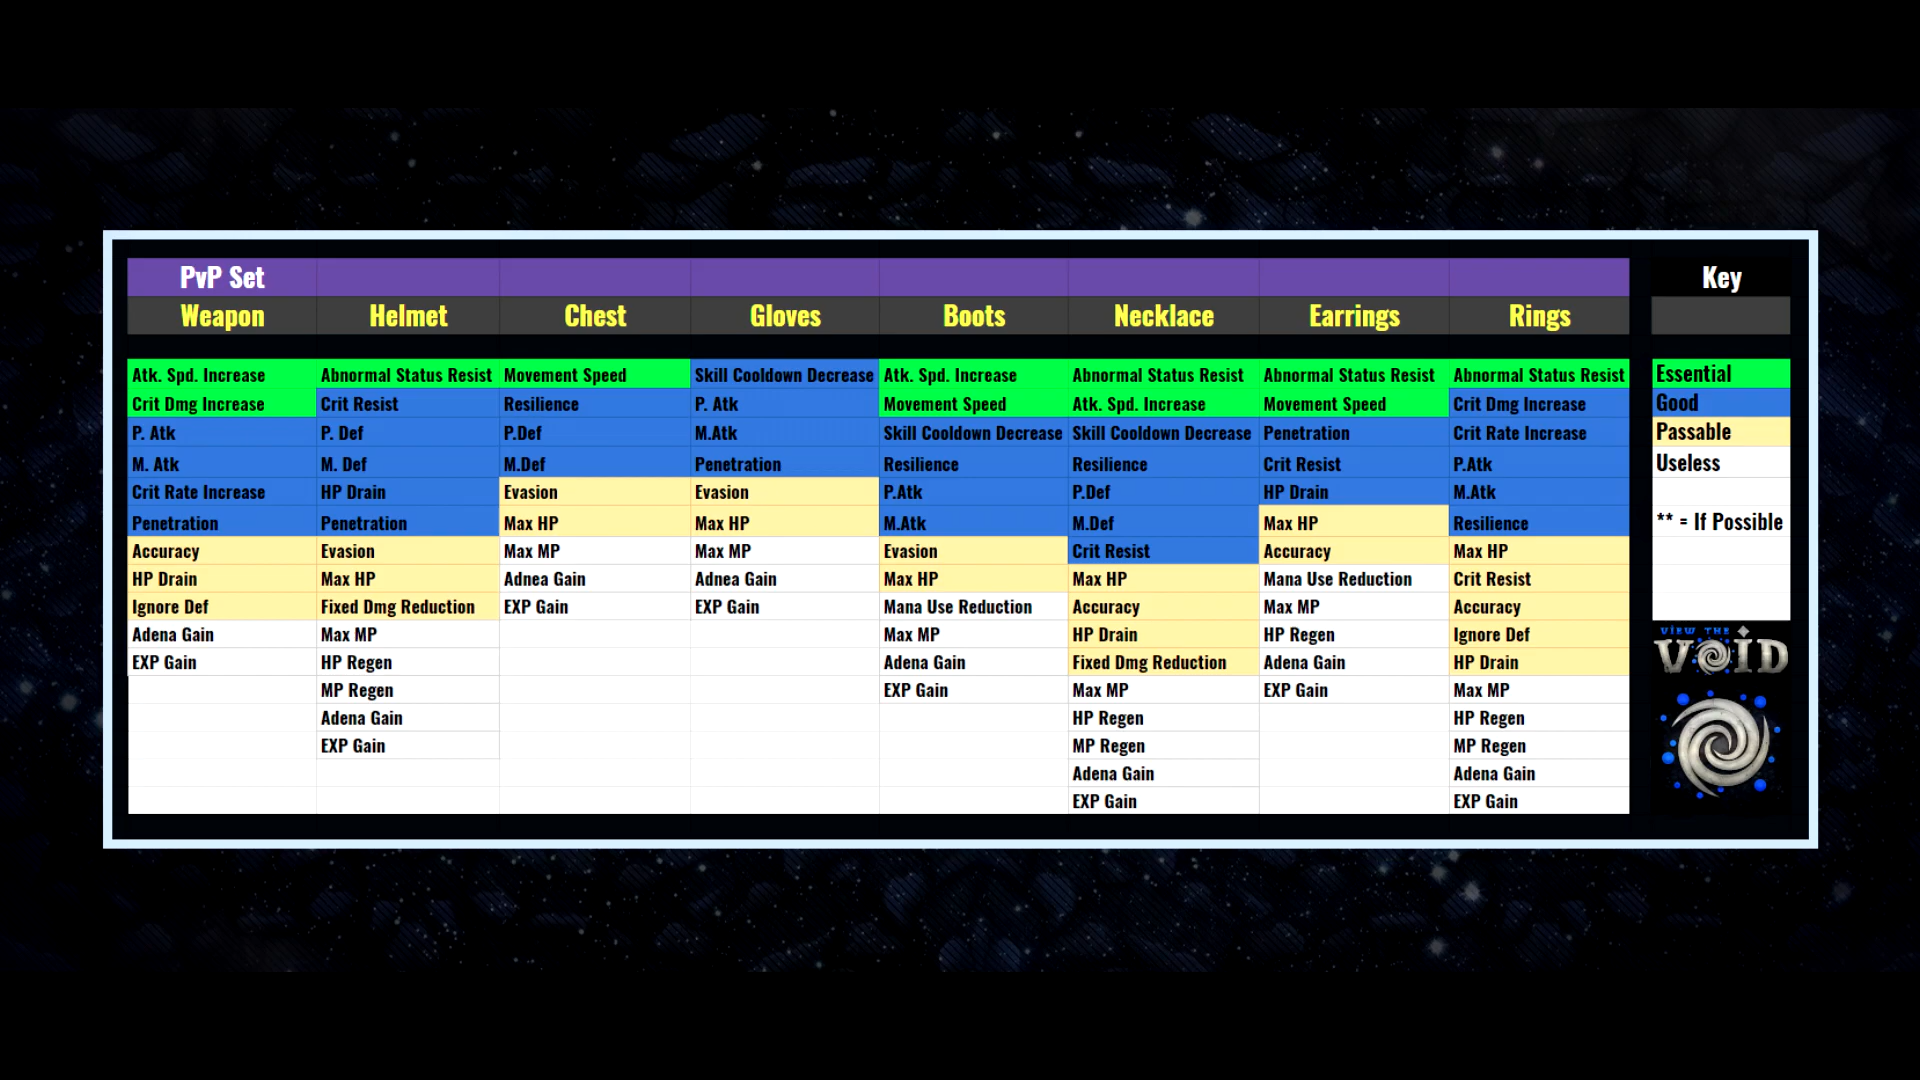 PvP Set Key
Weapon Helmet Chest Gloves Boots Necklace Earrings Rings
Atk. Spd. Increase Abnormal Status Resist Movement Speed Skill Cooldown Decrease Atk. Spd. Increase Abnormal Status Resist Abnormal Status Resist Abnormal Status Resist Essential
Crit Dmg Increase Crit Resist Resilience P. Atk Movement Speed Atk. Spd. Increase Movement Speed Crit Dmg Increase Good
P. Atk P. Def P.Def M.Atk Skill Cooldown Decrease Skill Cooldown Decrease Penetration Crit Rate Increase Passable
M. Atk M. Def M.Def Penetration Resilience Resilience Crit Resist P.Atk Useless
Crit Rate Increase HP Drain Evasion Evasion P.Atk P.Def HP Drain M.Atk
Penetration Penetration Max HP Max HP M.Atk M.Def Max HP Resilience ** = If Possible
Accuracy Evasion Max MP Max MP Evasion Crit Resist Accuracy Max HP
HP Drain Max HP Adnea Gain Adnea Gain Max HP Max HP Mana Use Reduction Crit Resist
Ignore Def Fixed Dmg Reduction EXP Gain EXP Gain Mana Use Reduction Accuracy Max MP Accuracy
Adena Gain Max MP Max MP HP Drain HP Regen Ignore Def VIEW THE
EXP Gain HP Regen Adena Gain Fixed Dmg Reduction Adena Gain HP Drain VOID
MP Regen EXP Gain Max MP EXP Gain Max MP
Adena Gain HP Regen HP Regen
EXP Gain MP Regen MP Regen
Adena Gain Adena Gain
EXP Gain EXP Gain